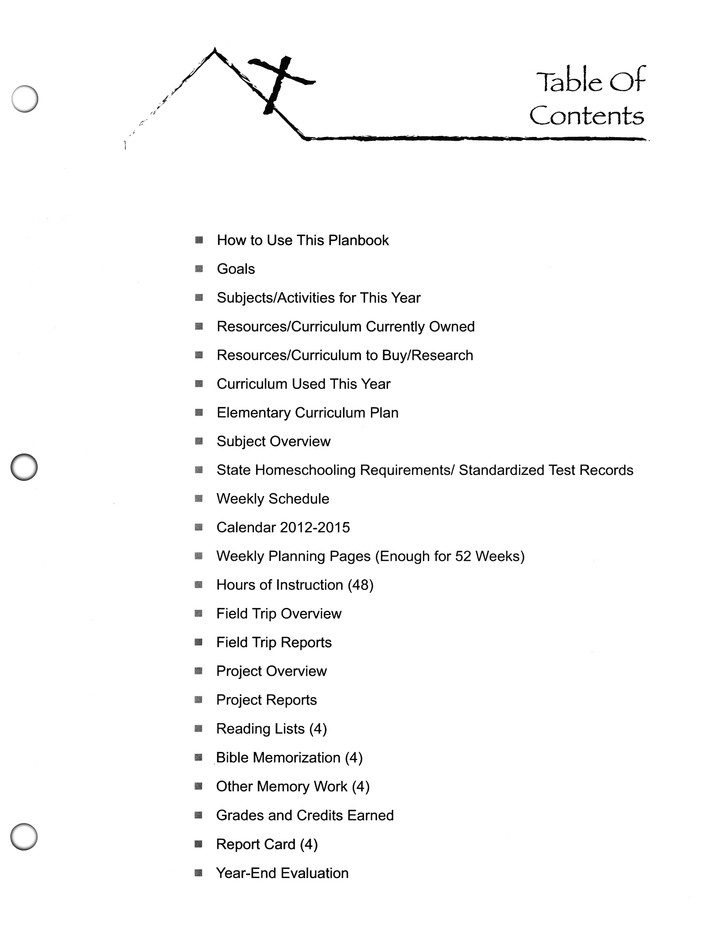 Table Of
Contents
How to Use This Planbook
Goals
Subjects/Activities for This Year
Resources/Curriculum Currently Owned
Resources/Curriculum to Buy/Research
Curriculum Used This Year
Elementary Curriculum Plan
Subject Overview
State Homeschooling Requirements/ Standardized Test Records
Weekly Schedule
Calendar 2012-2015
Weekly Planning Pages (Enough for 52 Weeks)
Hours of Instruction (48)
Field Trip Overview
Field Trip Reports
Project Overview
Project Reports
Reading Lists (4)
Bible Memorization (4)
Other Memory Work (4)
Grades and Credits Earned
Report Card (4)
Year-End Evaluation